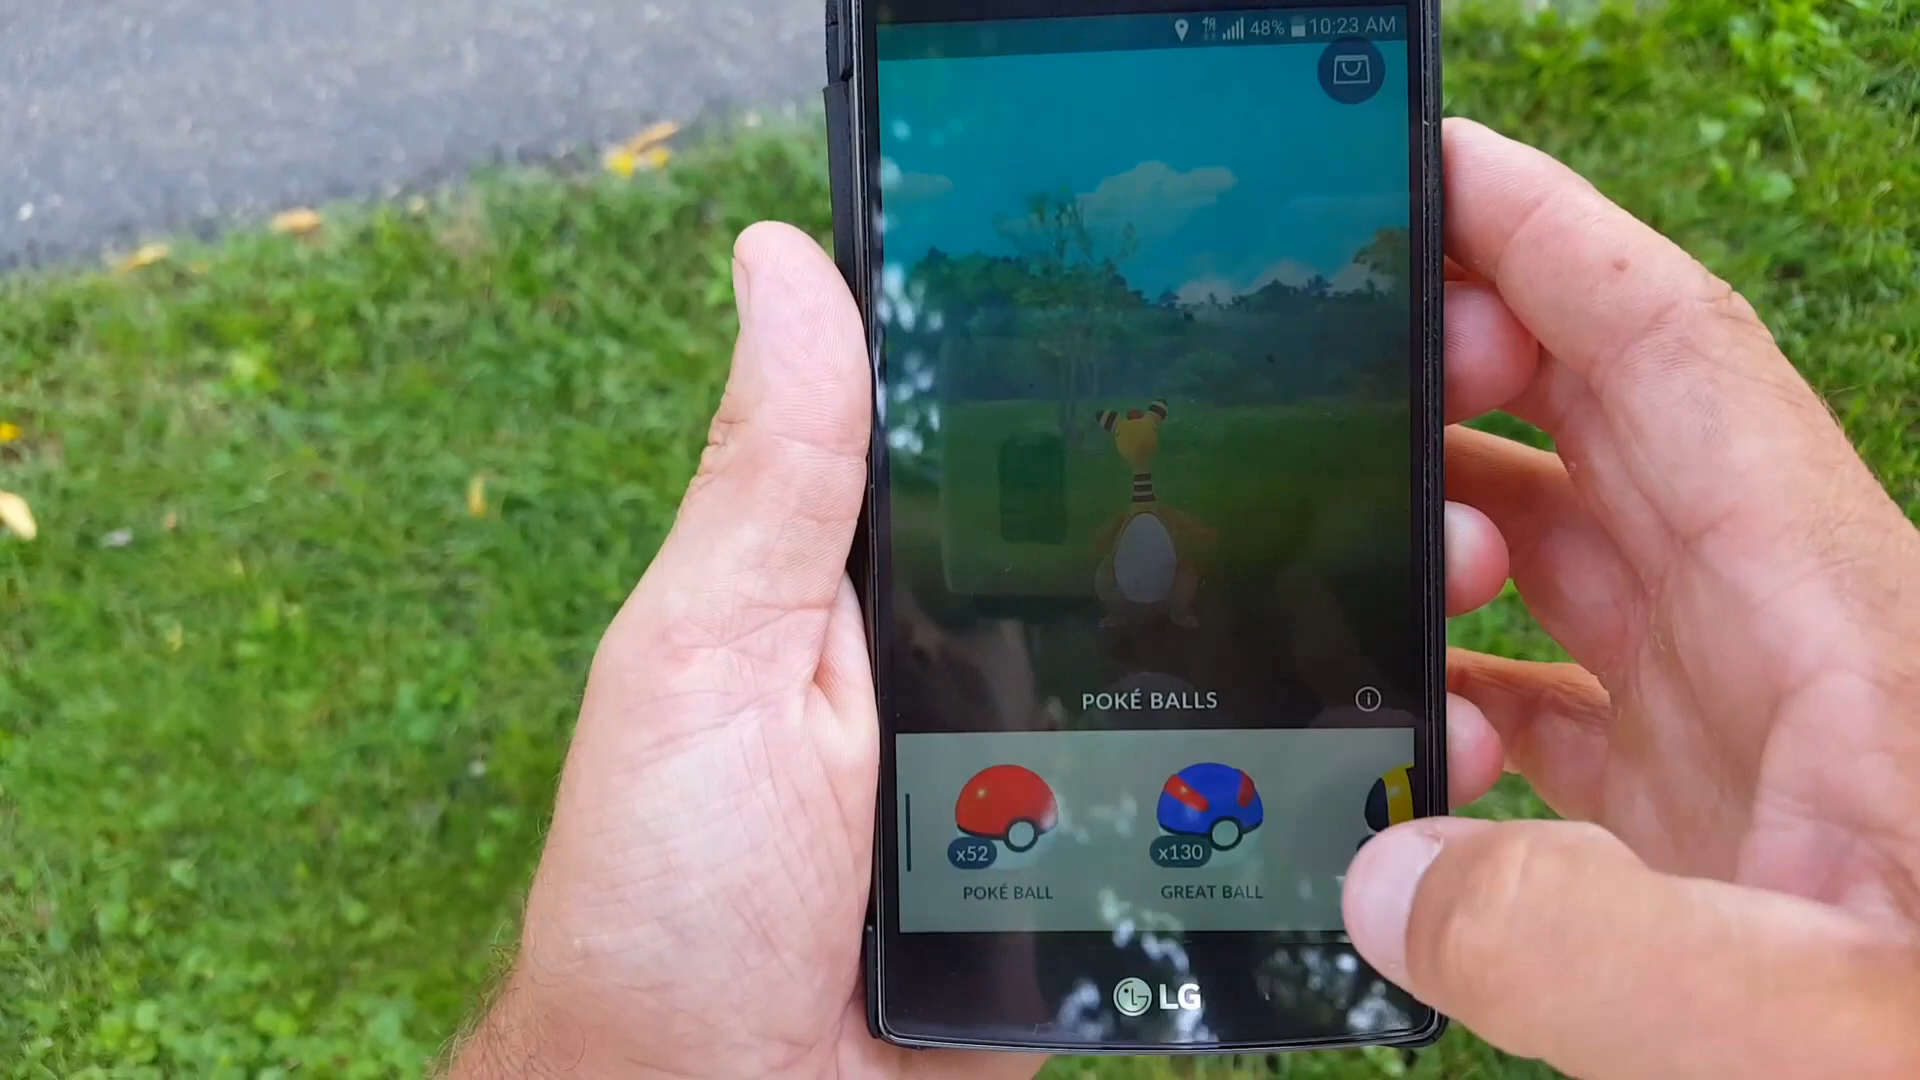 48% 10:23 AM
POKÉ BALLS
x52
x130
POKÉ BALL
GREAT BALL
LG